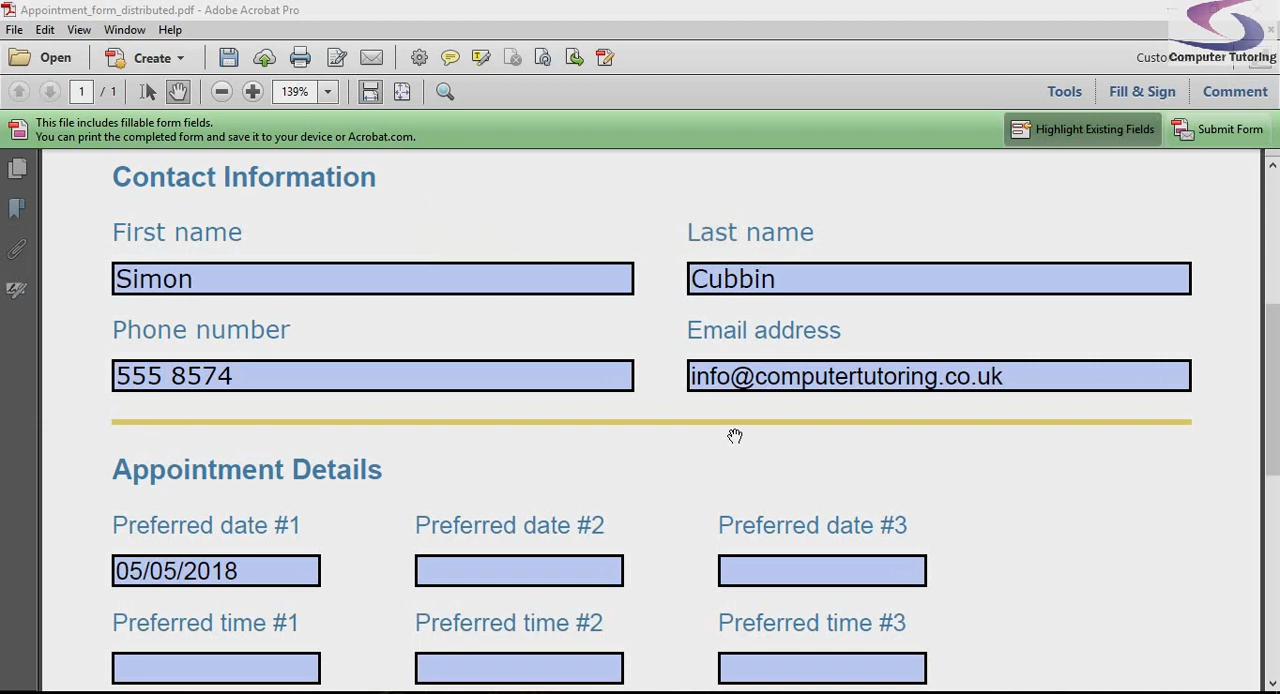 Appointment_form_distributed.pdf - Adobe Acrobat Pro
File Edit View Window Help
Open Create Custo
Computer Tutoring
1 / 1 139% Tools Fill & Sign Comment
This file includes fillable form fields.
You can print the completed form and save it to your device or Acrobat.com.
Highlight Existing Fields Submit Form
Contact Information
First name Last name
Simon Cubbin
Phone number Email address
555 8574 info@computertutoring.co.uk
Appointment Details
Preferred date #1 Preferred date #2 Preferred date #3
05/05/2018
Preferred time #1 Preferred time #2 Preferred time #3